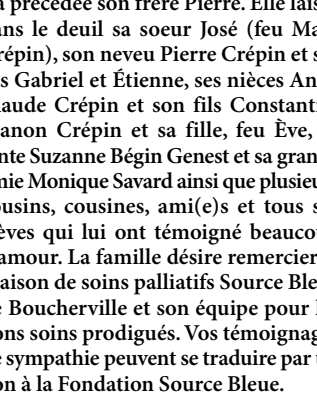 a précédée son frère Pierre. Elle lais
ans le deuil sa soeur José (feu Ma
répin), son neveu Pierre Crépin et s
s Gabriel et Étienne, ses nièces An
aude Crépin et son fils Constanti
anon Crépin et sa fille, feu Ève,
nte Suzanne Bégin Genest et sa gran
mie Monique Savard ainsi que plusieu
ousins, cousines, ami(e)s et tous s
èves qui lui ont témoigné beaucou
amour. La famille désire remercier
aison de soins palliatifs Source Ble
e Boucherville et son équipe pour l
ons soins prodigués. Vos témoignag
e sympathie peuvent se traduire par u
on à la Fondation Source Bleue.